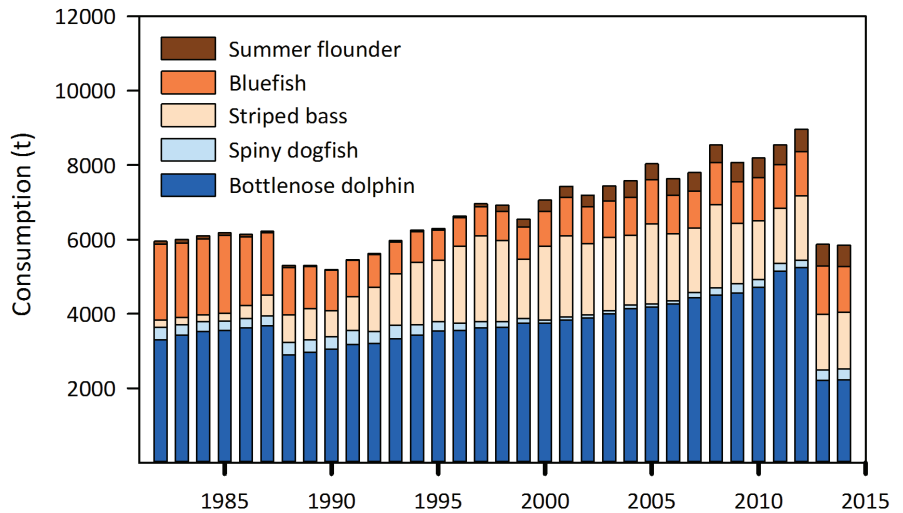 12000
10000
8000
6000
4000
2000
Consumption (t)
Summer flounder
Bluefish
Striped bass
Spiny dogfish
Bottlenose dolphin
1985 1990 1995 2000 2005 2010 2015